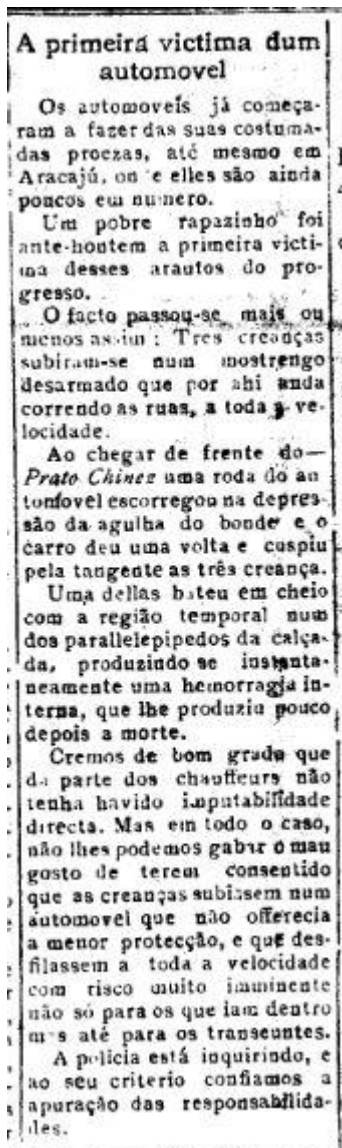 A primeira victima dum
automovel
Os automoveis já começa-
ram a fazer das suas costuma-
das proezas, até mesmo em
Aracajú, on e elles são ainda
poucos em numero.
Um pobre rapazinho foi
ante-hontem a primeira victi-
ma desses arautos do pro-
gresso.
O facto passou-se mais ou
menos assim : Tres creanças
subiram-se num mostrengo
desarmado que por ahi anda
correndo as ruas, a toda a ve-
locidade.
Ao chegar de frente do—
Prato Chinez uma roda do au
tomovel escorregou na depres-
são da agulha do bonde e o
carro deu uma volta e cuspiu
pela tangente as três creança.
Uma dellas bateu em cheio
com a região temporal num
dos parallelepipedos da calça-
da, produzindo se instanta-
neamente uma hemorragia in-
terna, que lhe produziu pouco
depois a morte.
Cremos de bom grado que
da parte dos chauffeurs não
tenha havido imputabilidade
directa. Mas em todo o caso,
não lhes podemos gabar o mau
gosto de terem consentido
que as creanças subissem num
automovel que não offerecia
a menor protecção, e que des-
filassem a toda a velocidade
com risco muito imminente
não só para os que iam dentro
mas até para os transeuntes.
A policia está inquirindo, e
ao seu criterio confiamos a
apuração das responsabilida-
des.